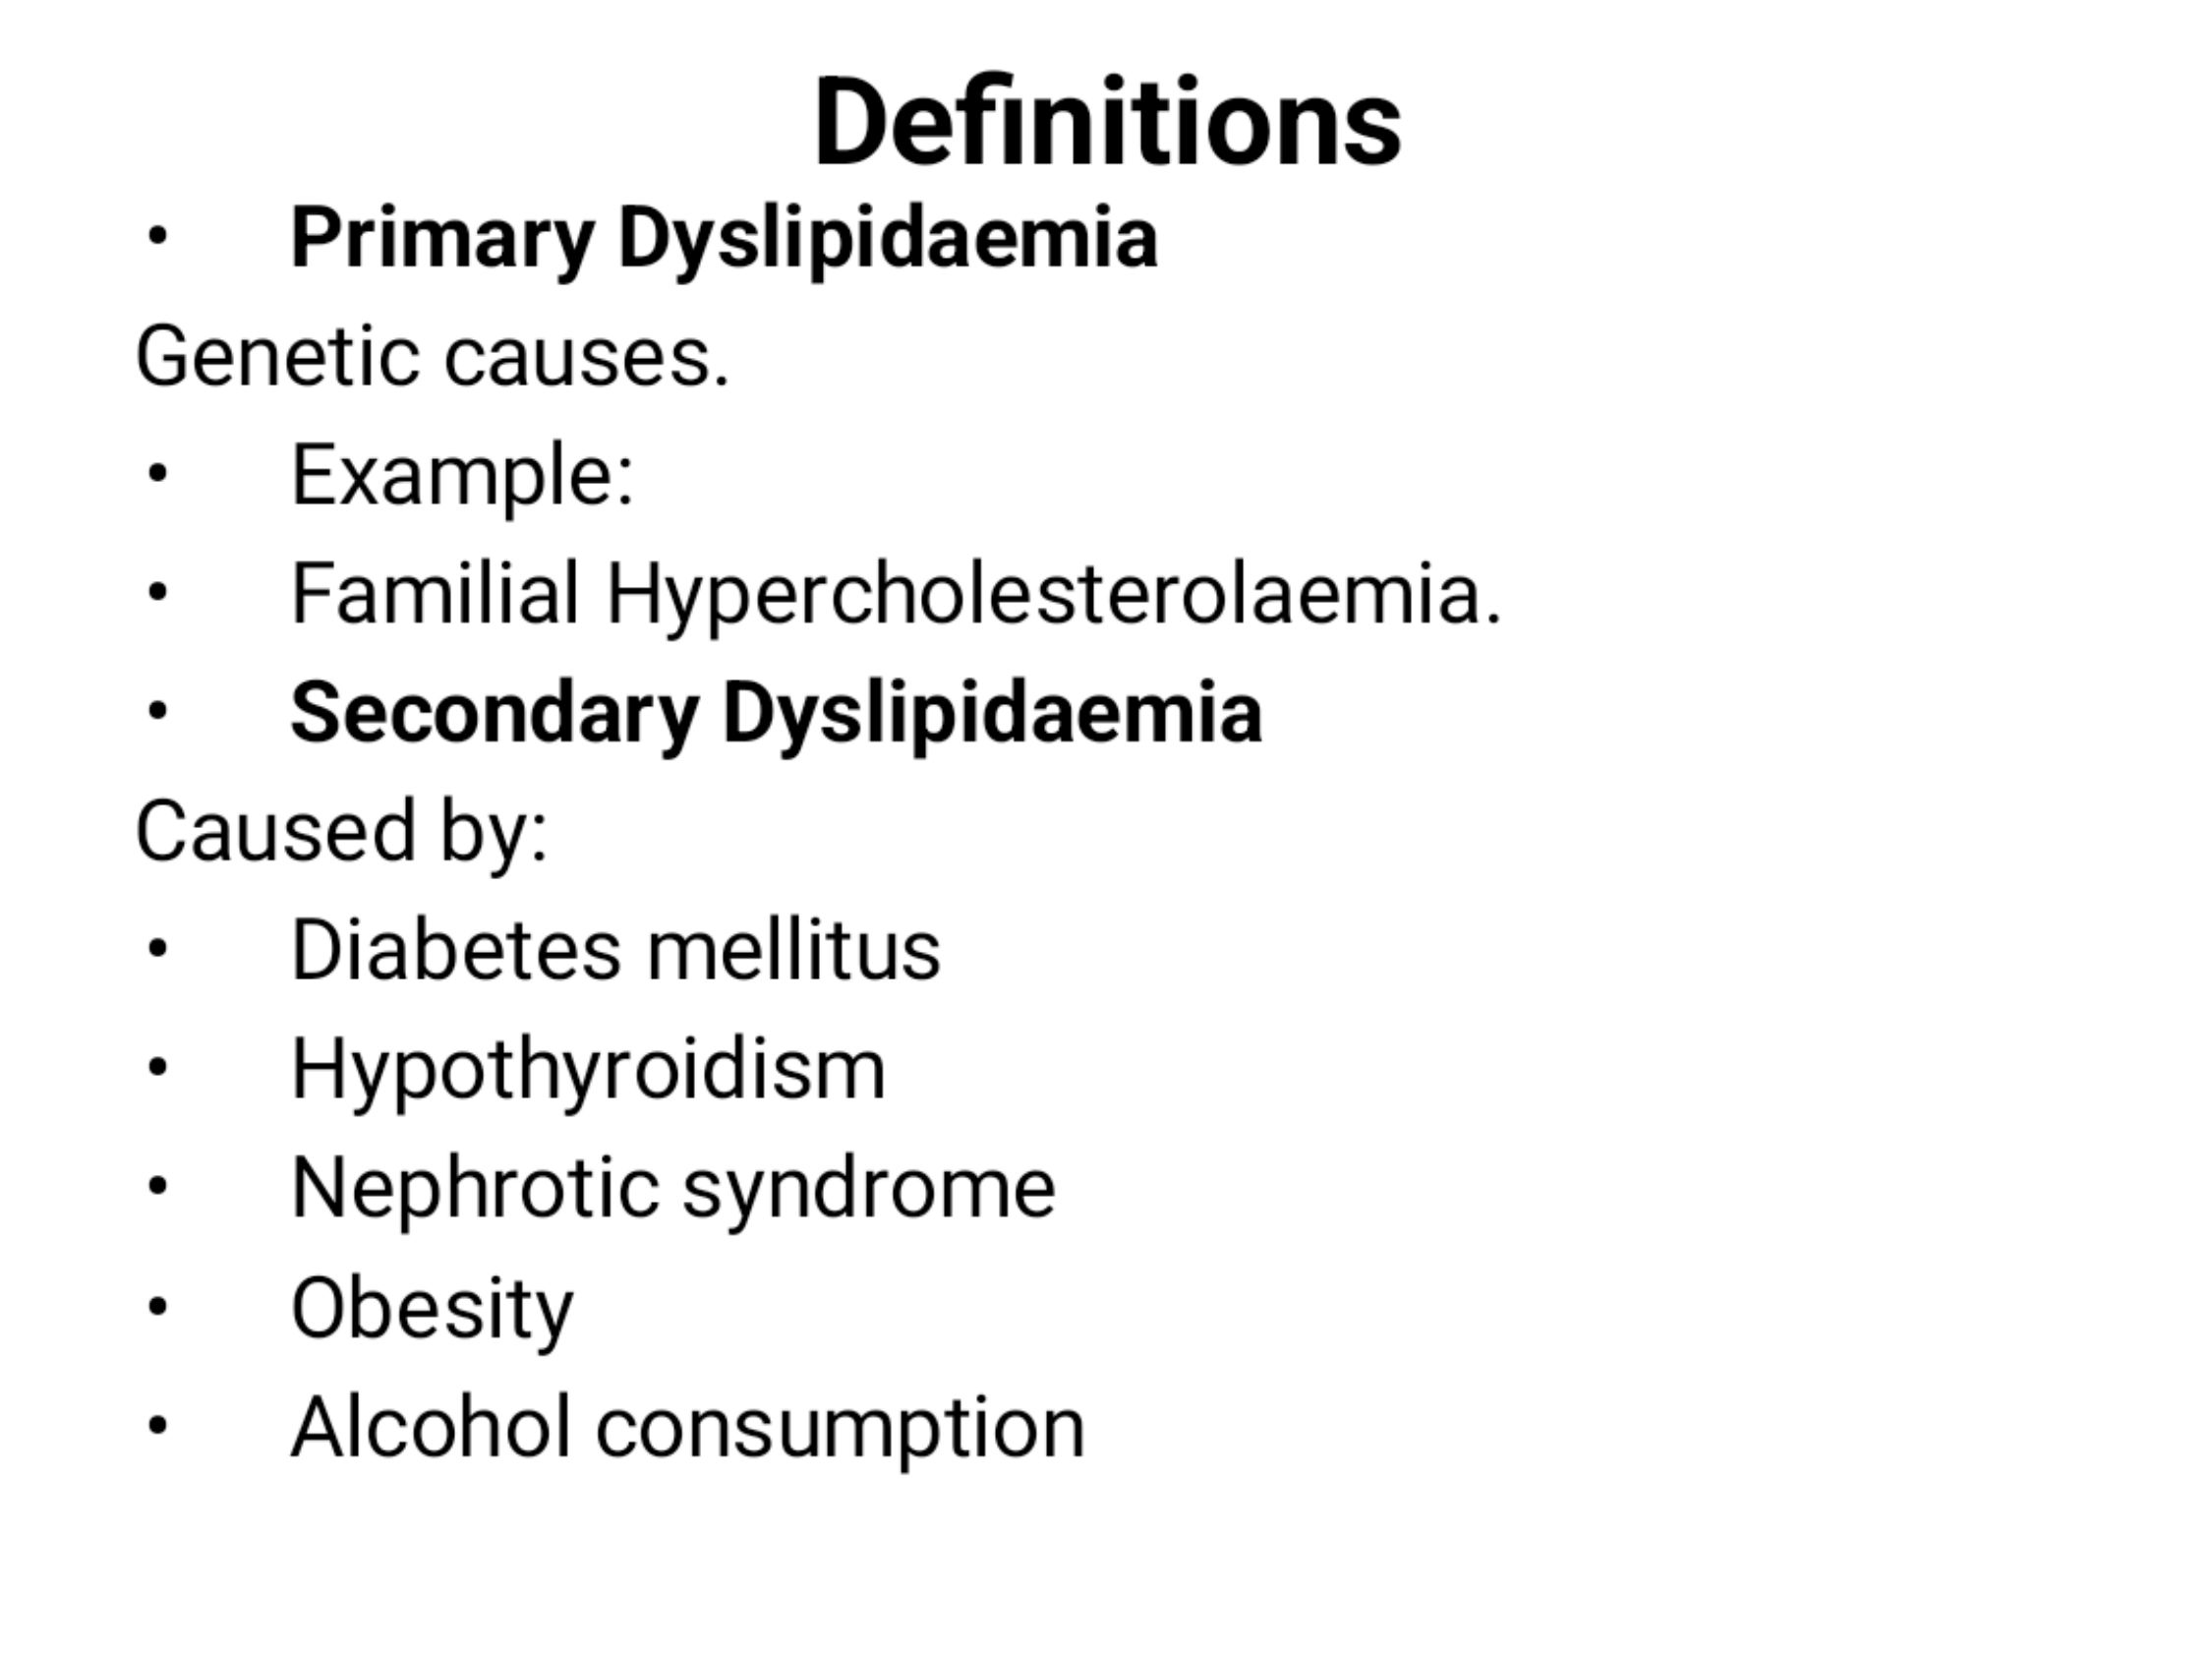 Definitions
• Primary Dyslipidaemia
Genetic causes.
• Example:
• Familial Hypercholesterolaemia.
• Secondary Dyslipidaemia
Caused by:
• Diabetes mellitus
• Hypothyroidism
• Nephrotic syndrome
• Obesity
• Alcohol consumption